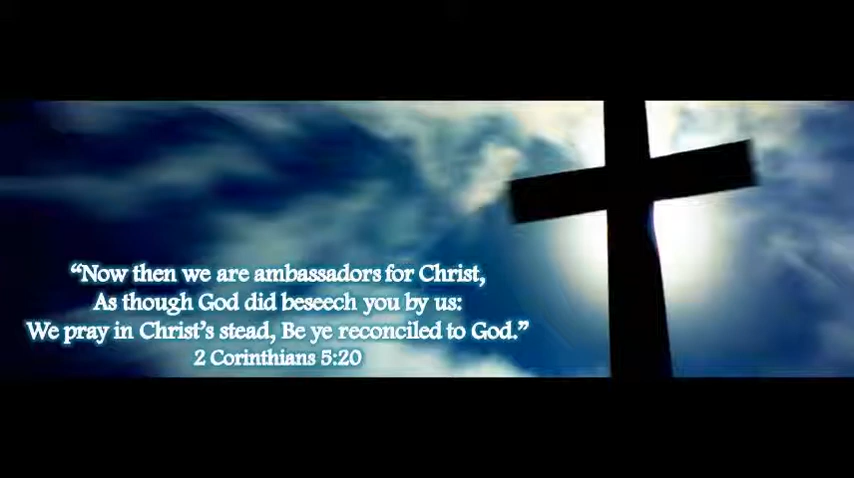 “Now then we are ambassadors for Christ,
As though God did beseech you by us:
We pray in Christ’s stead, Be ye reconciled to God.”
2 Corinthians 5:20